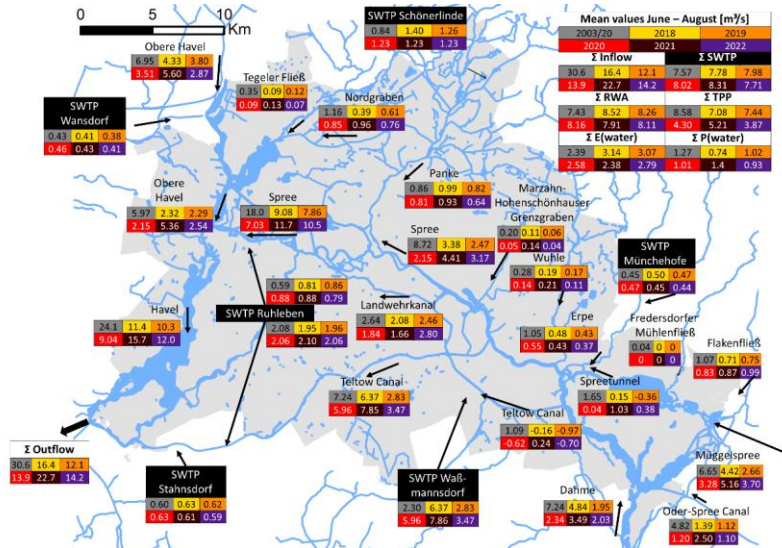 0 5 10
Km
SWTP Schönerlinde
0.84 1.40 1.26
1.23 1.23 1.23
Mean values June – August [m³/s]
2003/20 2018 2019
2020 2021 2022
Σ Inflow Σ SWTP
30.6 16.4 12.1 7.57 7.78 7.98
13.9 22.7 14.2 8.02 8.31 7.71
Σ RWA Σ TPP
7.43 8.52 8.26 8.58 7.08 7.44
8.16 7.91 8.11 4.30 5.21 3.87
Σ E(water) Σ P(water)
2.39 3.14 3.07 1.27 0.74 1.02
2.58 2.38 2.79 1.01 1.4 0.93
Obere Havel
6.95 4.33 3.80
3.51 5.60 2.87
Tegeler Fließ
0.35 0.09 0.12
0.09 0.13 0.07
Nordgraben
1.16 0.39 0.61
0.85 0.96 0.76
SWTP
Wansdorf
0.43 0.41 0.38
0.46 0.43 0.41
Obere
Havel
5.97 2.32 2.29
2.15 5.36 2.54
Spree
18.0 9.08 7.86
7.03 11.7 10.5
Panke
0.86 0.99 0.82
0.81 0.93 0.64
Marzahn-
Hohenschönhauser
Grenzgraben
0.20 0.11 0.06
0.05 0.14 0.04
Spree
8.72 3.38 2.47
2.15 4.41 3.17
Wuhle
0.28 0.19 0.17
0.14 0.21 0.11
SWTP
Münchehofe
0.45 0.50 0.47
0.47 0.45 0.44
0.59 0.81 0.86
0.88 0.88 0.79
SWTP Ruhleben
2.08 1.95 1.96
2.06 2.10 2.06
Landwehrkanal
2.64 2.08 2.46
1.84 1.66 2.80
Havel
24.1 11.4 10.3
9.04 15.7 12.0
Erpe
1.05 0.48 0.43
0.55 0.43 0.37
Fredersdorfer
Mühlenfließ
0.04 0 0
0 0 0
Flakenfließ
1.07 0.71 0.75
0.83 0.87 0.99
Teltow Canal
7.24 6.37 2.83
5.96 7.85 3.47
Spreetunnel
1.65 0.15 -0.36
0.04 1.03 0.38
Teltow Canal
1.09 -0.16 -0.97
-0.62 0.24 -0.70
Σ Outflow
30.6 16.4 12.1
13.9 22.7 14.2
SWTP
Stahnsdorf
0.60 0.63 0.62
0.63 0.61 0.59
SWTP Waß-
mannsdorf
2.30 6.37 2.83
5.96 7.86 3.47
Müggelspree
6.65 4.42 2.66
3.28 5.16 3.70
Dahme
7.24 4.84 1.95
2.34 3.49 2.03
Oder-Spree Canal
4.82 1.39 1.12
1.20 2.50 1.10